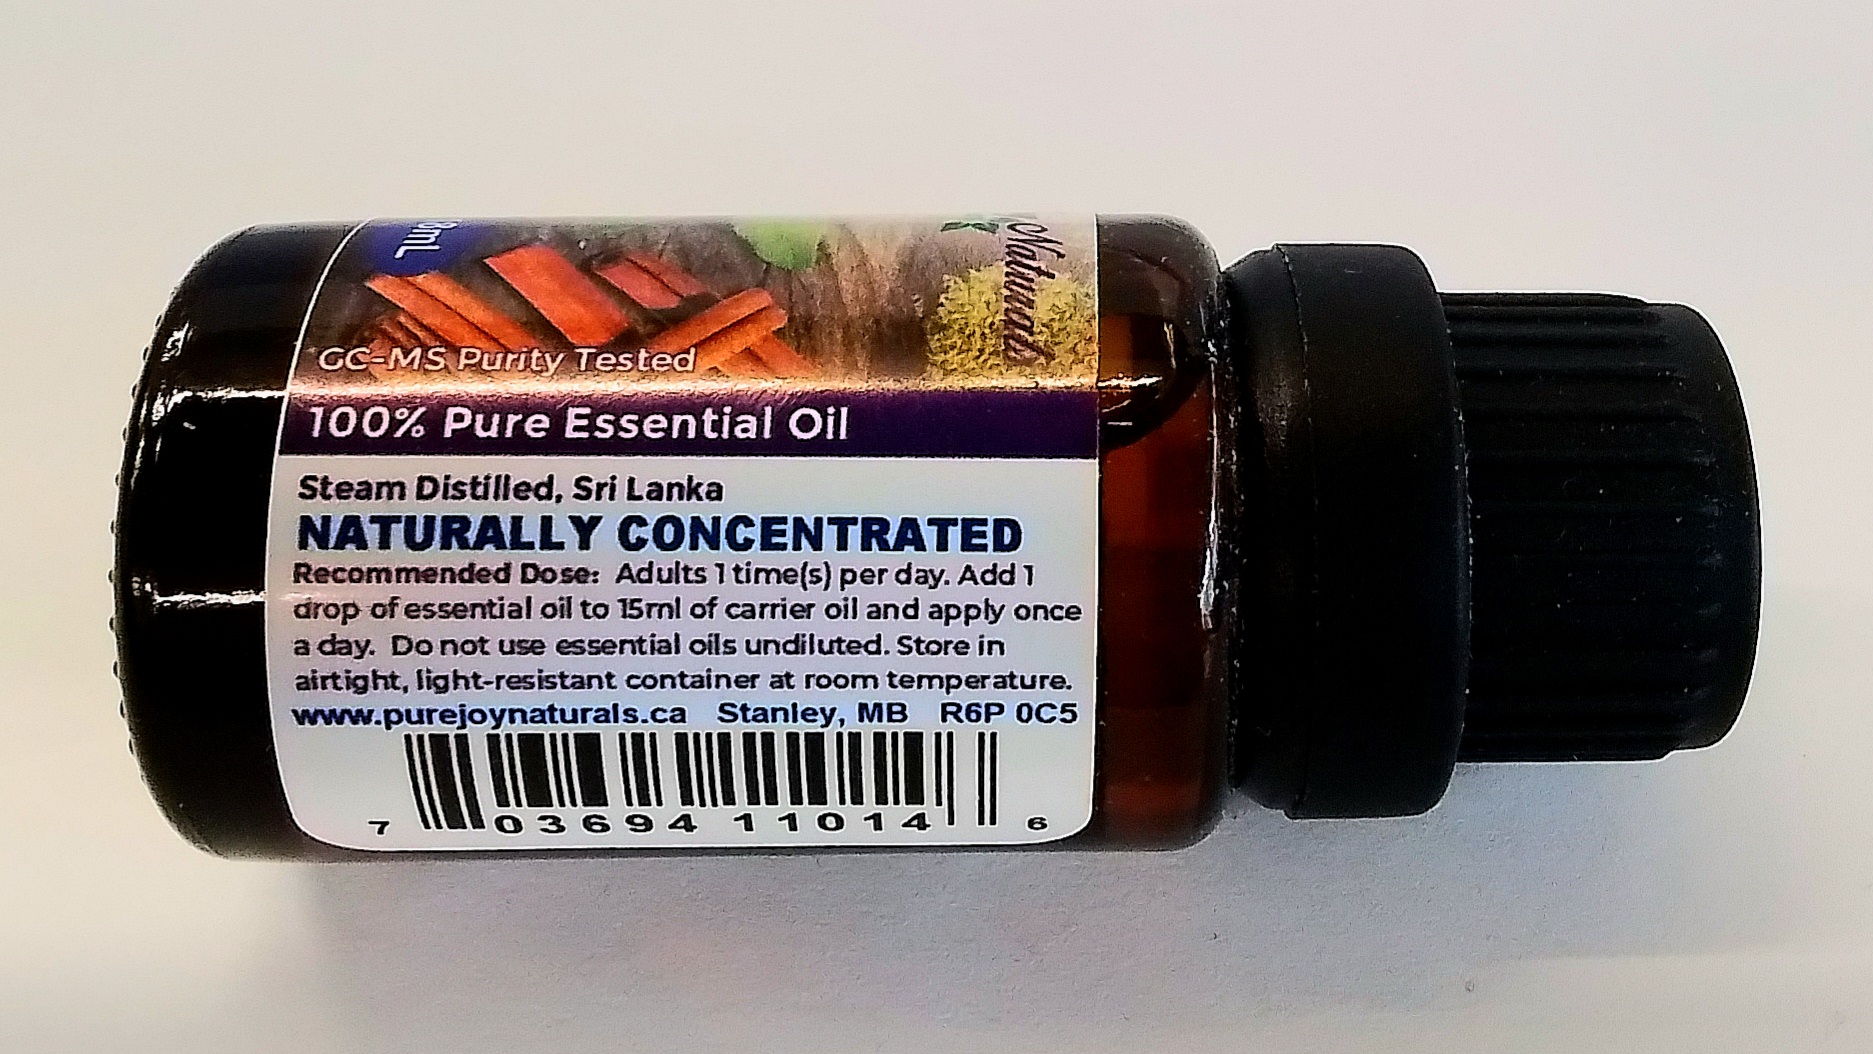 8mL
Naturals
GC-MS Purity Tested
100% Pure Essential Oil
Steam Distilled, Sri Lanka
NATURALLY CONCENTRATED
Recommended Dose: Adults 1 time(s) per day. Add 1
drop of essential oil to 15ml of carrier oil and apply once
a day. Do not use essential oils undiluted. Store in
airtight, light-resistant container at room temperature.
www.purejoynaturals.ca Stanley, MB R6P 0C5
7 03694 11014 6